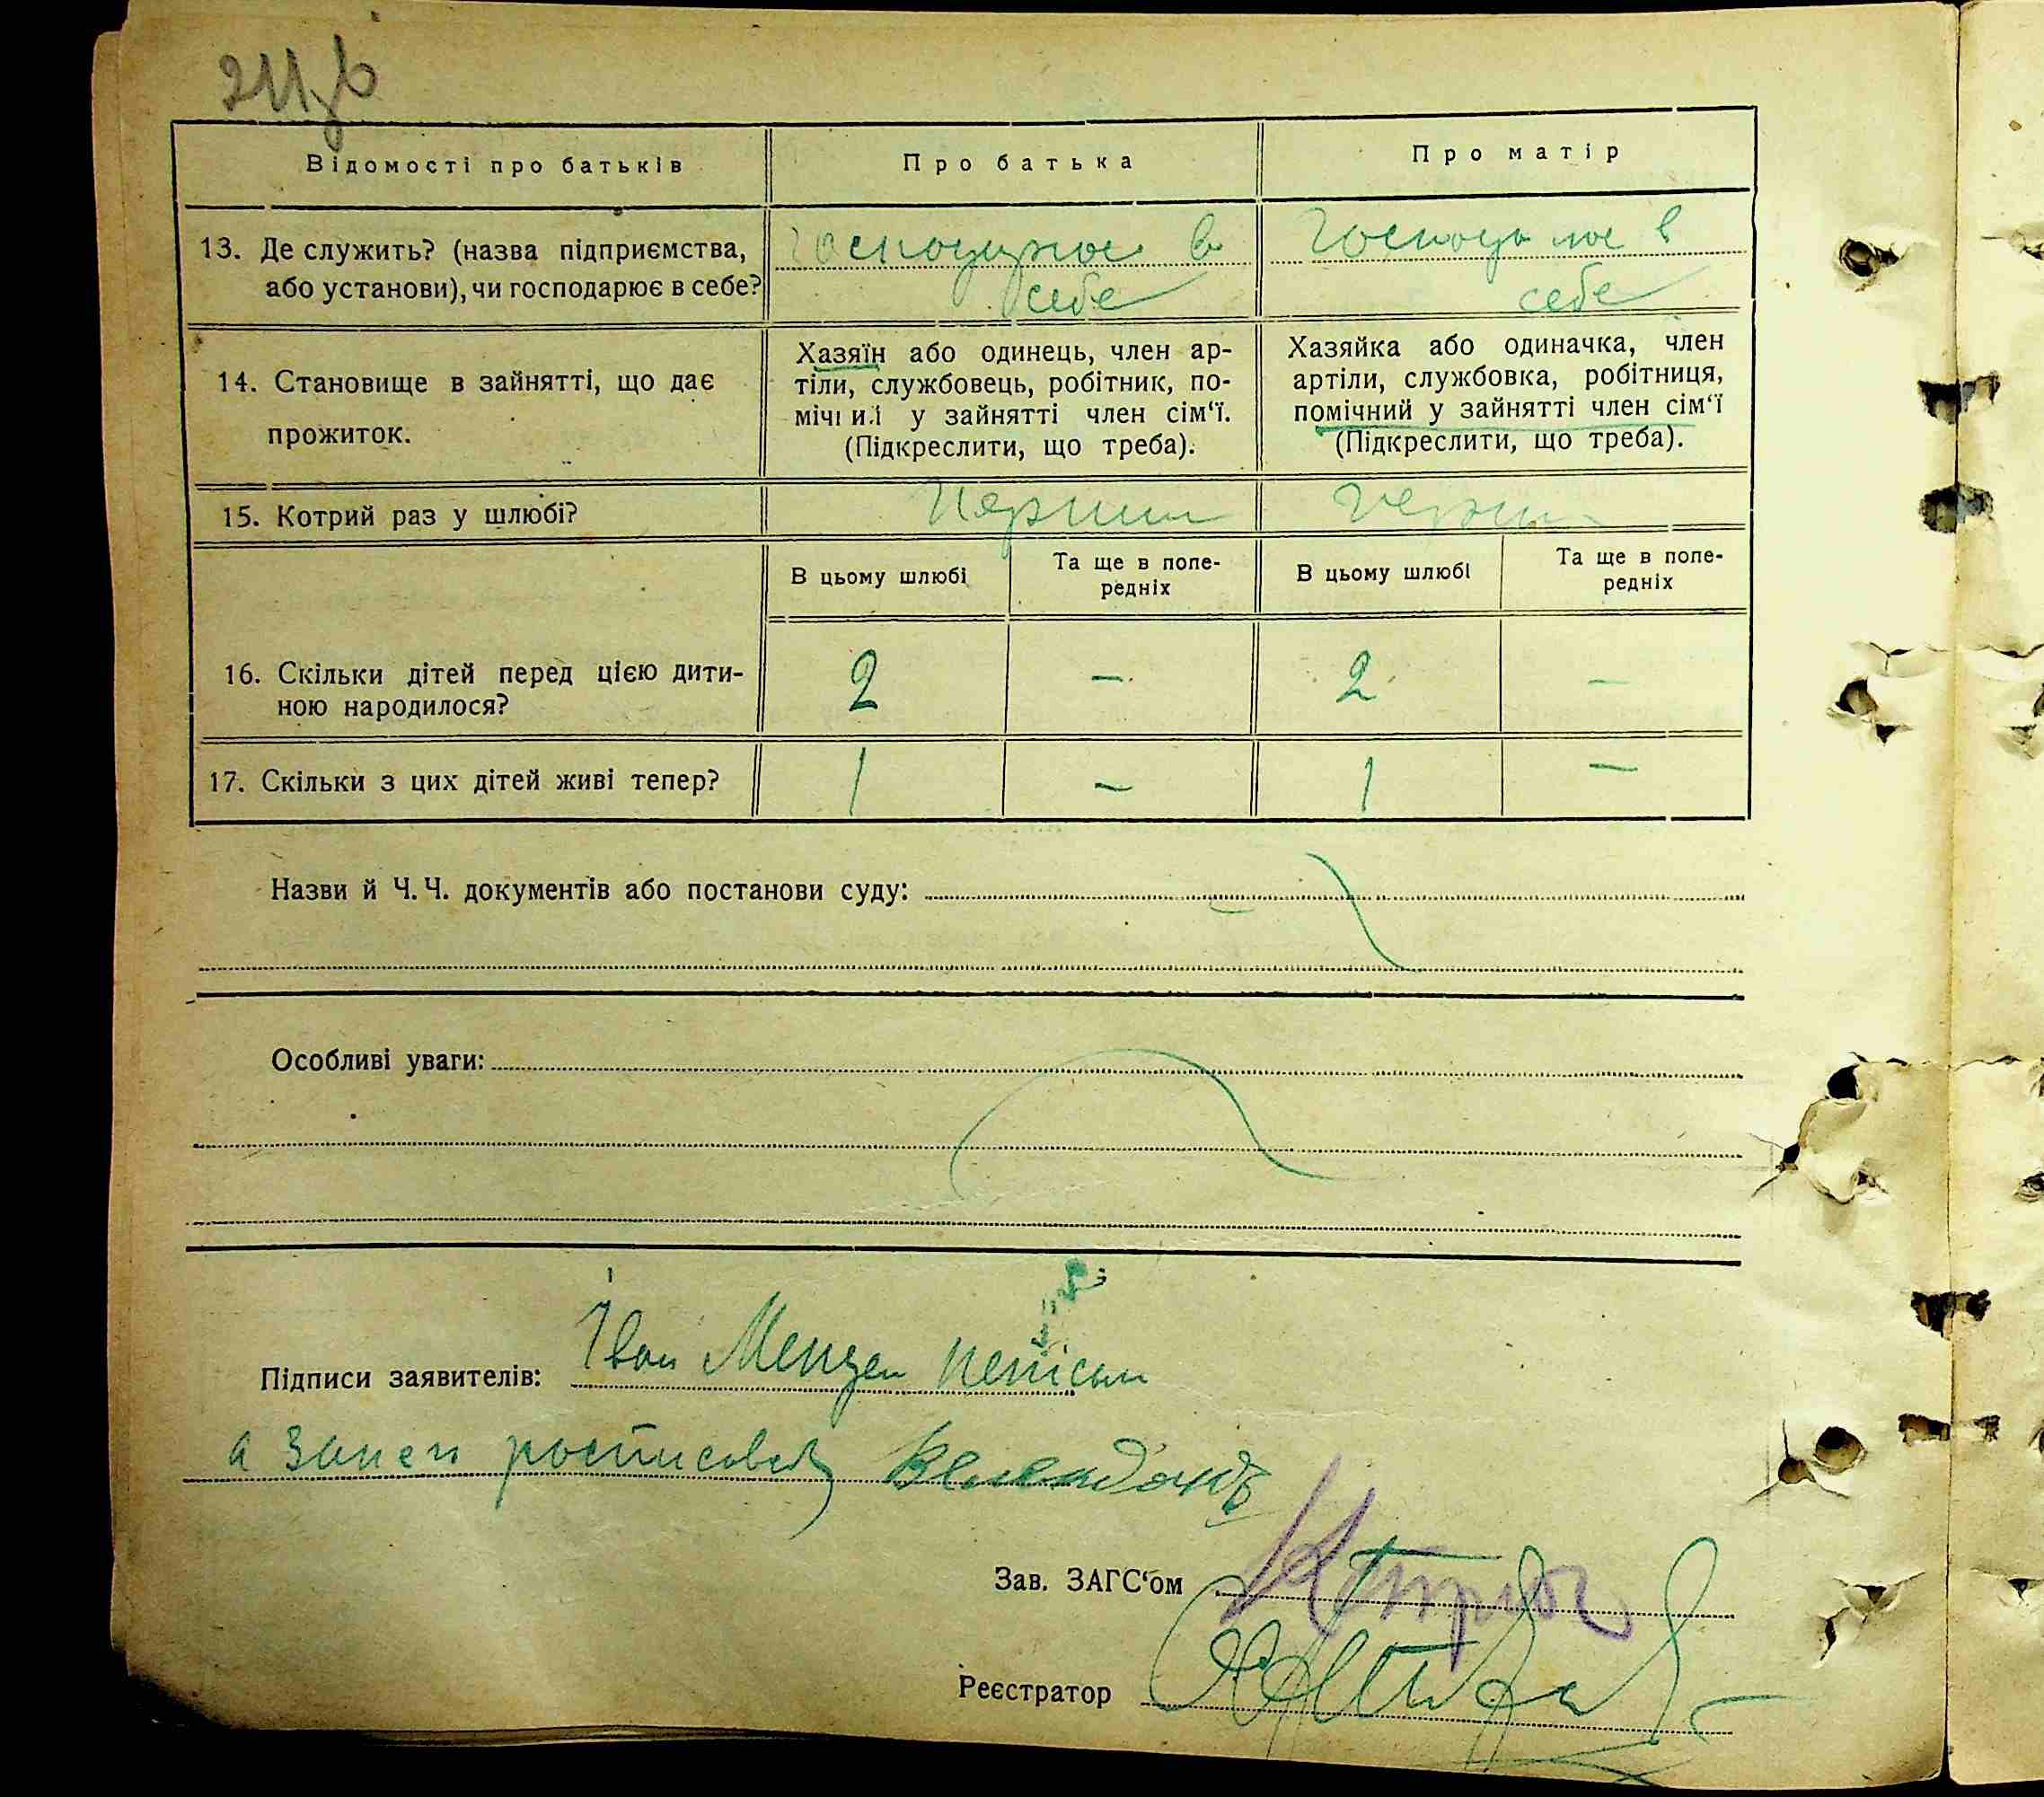 Відомості про батьків
Про батька
Про матір
13. Де служить? (назва підприємства,
або установи), чи господарює в себе?
господарює в
себе
господарює в
себе
14. Становище в зайнятті, що дає
прожиток.
Хазяїн або одинець, член ар-
тіли, службовець, робітник, по-
мічний у зайнятті член сім‘ї.
(Підкреслити, що треба).
Хазяйка або одиначка, член
артіли, службовка, робітниця,
помічний у зайнятті член сім‘ї
(Підкреслити, що треба).
15. Котрий раз у шлюбі?
Перший
В цьому шлюбі
Та ще в попе-
редніх
В цьому шлюбі
Та ще в попе-
редніх
16. Скільки дітей перед цією дити-
ною народилося?
2
–
2
–
17. Скільки з цих дітей живі тепер?
1
–
1
–
Назви й Ч. Ч. документів або постанови суду:
Особливі уваги:
Підписи заявителів:
Іван
а
Зав. ЗАГС‘ом
Реєстратор